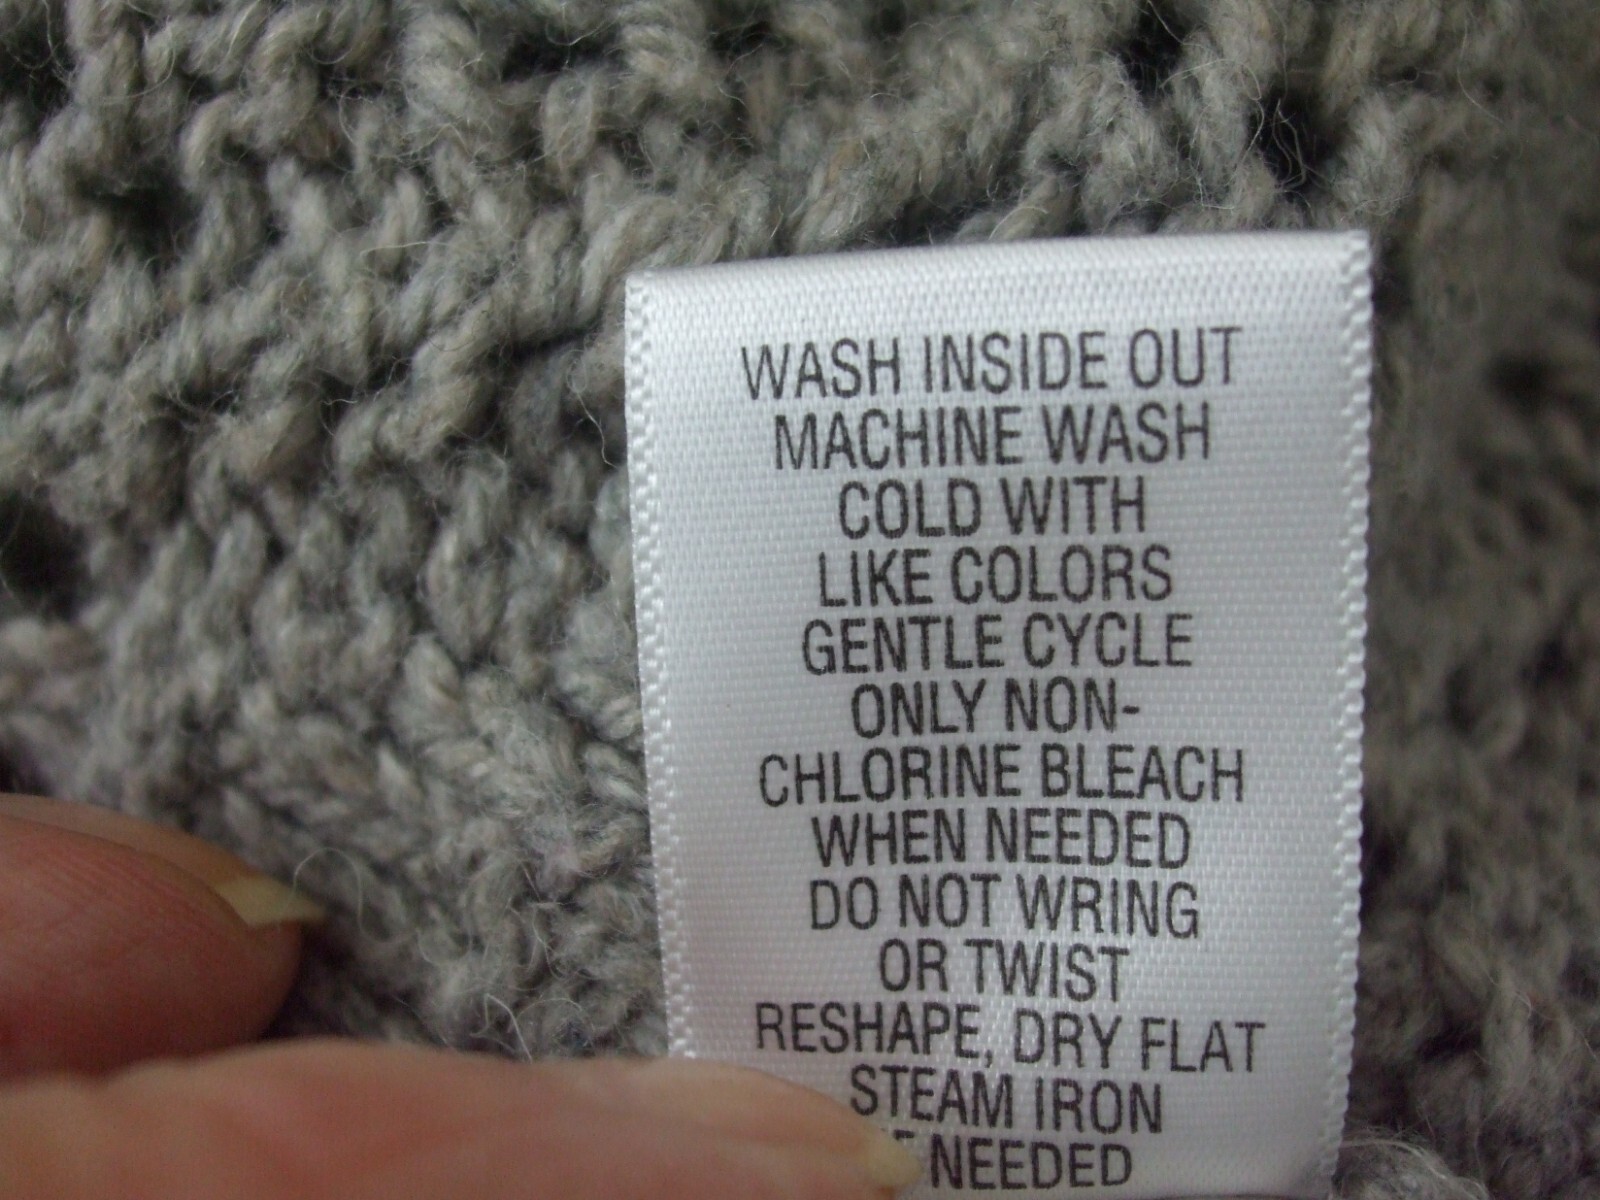 WASH INSIDE OUT
MACHINE WASH
COLD WITH
LIKE COLORS
GENTLE CYCLE
ONLY NON-
CHLORINE BLEACH
WHEN NEEDED
DO NOT WRING
OR TWIST
RESHAPE, DRY FLAT
STEAM IRON
NEEDED